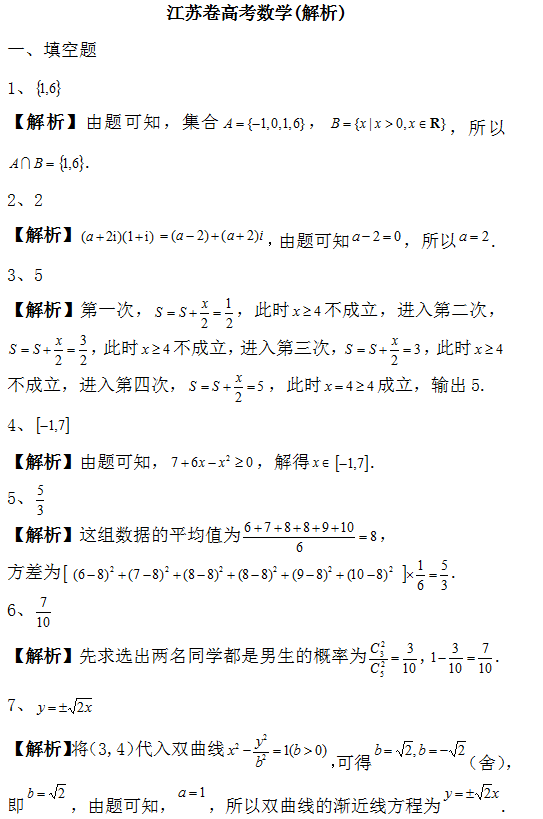 江苏卷高考数学(解析)
一、填空题
1、{1,6}
【解析】由题可知，集合 A={−1,0,1,6}，B={x|x>0,x∈R}，所以
A∩B={1,6}.
2、2
【解析】(a+2i)(1+i)=(a−2)+(a+2)i，由题可知 a−2=0，所以 a=2.
3、5
【解析】第一次，S=S+x/2=1/2，此时 x≥4 不成立，进入第二次，
S=S+x/2=3/2，此时 x≥4 不成立，进入第三次，S=S+x/2=3，此时 x≥4
不成立，进入第四次，S=S+x/2=5，此时 x=4≥4 成立，输出 5.
4、[−1,7]
【解析】由题可知，7+6x−x²≥0，解得 x∈[−1,7].
5、5/3
【解析】这组数据的平均值为 (6+7+8+8+9+10)/6=8，
方差为[(6−8)²+(7−8)²+(8−8)²+(8−8)²+(9−8)²+(10−8)²]×1/6=5/3.
6、7/10
【解析】先求选出两名同学都是男生的概率为 C₃²/C₅²=3/10，1−3/10=7/10.
7、y=±√2x
【解析】将(3,4)代入双曲线 x²−y²/b²=1(b>0)，可得 b=√2,b=−√2（舍），
即 b=√2，由题可知，a=1，所以双曲线的渐近线方程为 y=±√2x.